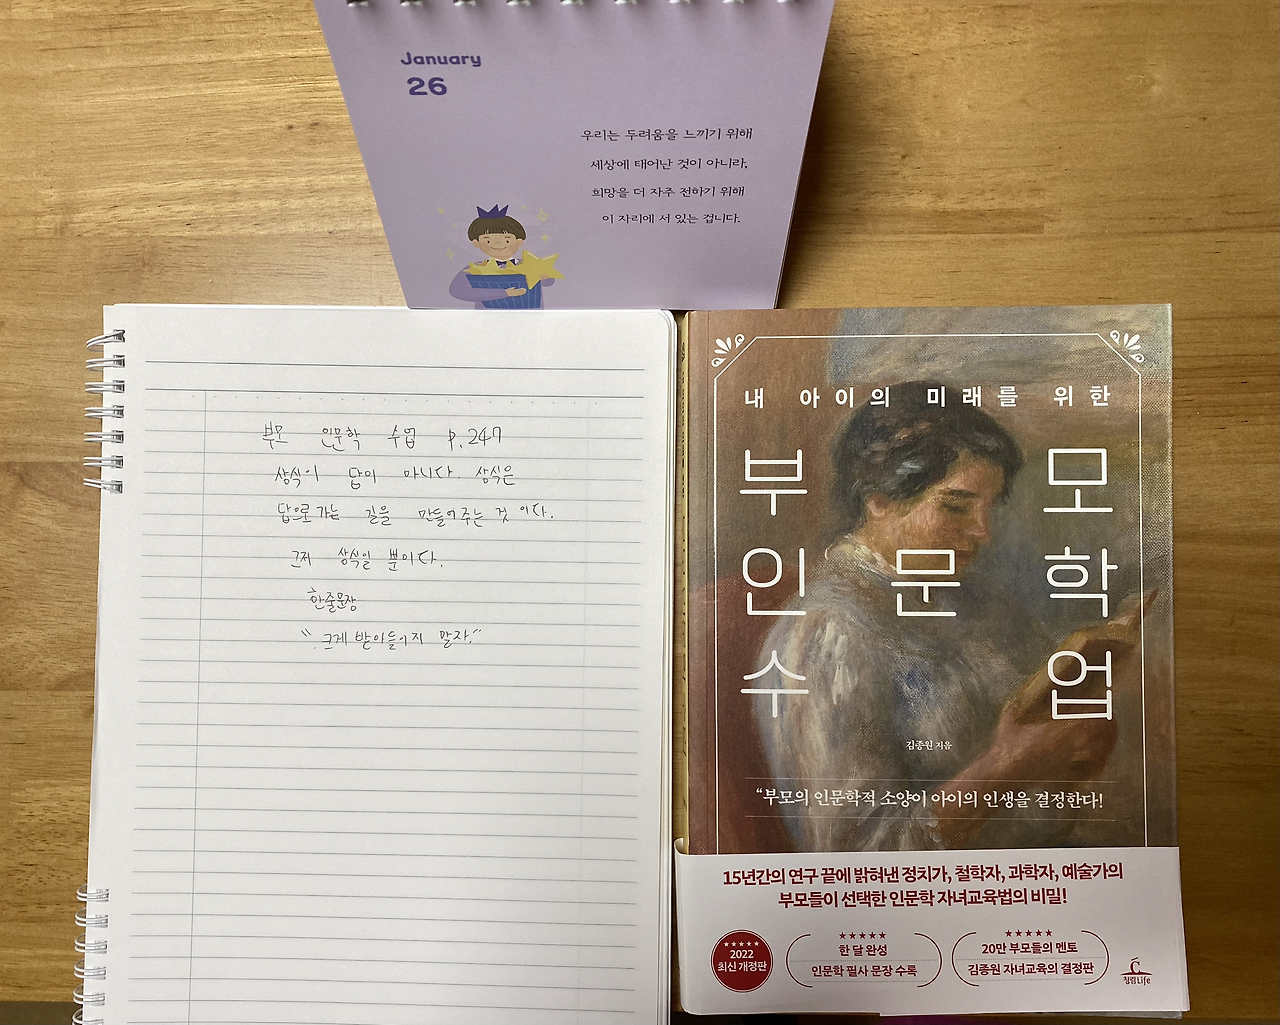 January
26
우리는 두려움을 느끼기 위해
세상에 태어난 것이 아니라,
희망을 더 자주 전하기 위해
이 자리에 서 있는 겁니다.
부모 인문학 수업 p.247
상식이 답이 아니다. 상식은
답으로 가는 길을 만들어주는 것 이다.
그저 상식일 뿐이다.
한줄문장
"크게 받아들이지 말자."
내 아이의 미래를 위한
부모
인문학
수업
김종원 지음
“부모의 인문학적 소양이 아이의 인생을 결정한다!
15년간의 연구 끝에 밝혀낸 정치가, 철학자, 과학자, 예술가의
부모들이 선택한 인문학 자녀교육법의 비밀!
★★★★★
2022
최신 개정판
★★★★★
한 달 완성
인문학 필사 문장 수록
★★★★★
20만 부모들의 멘토
김종원 자녀교육의 결정판
청림Life